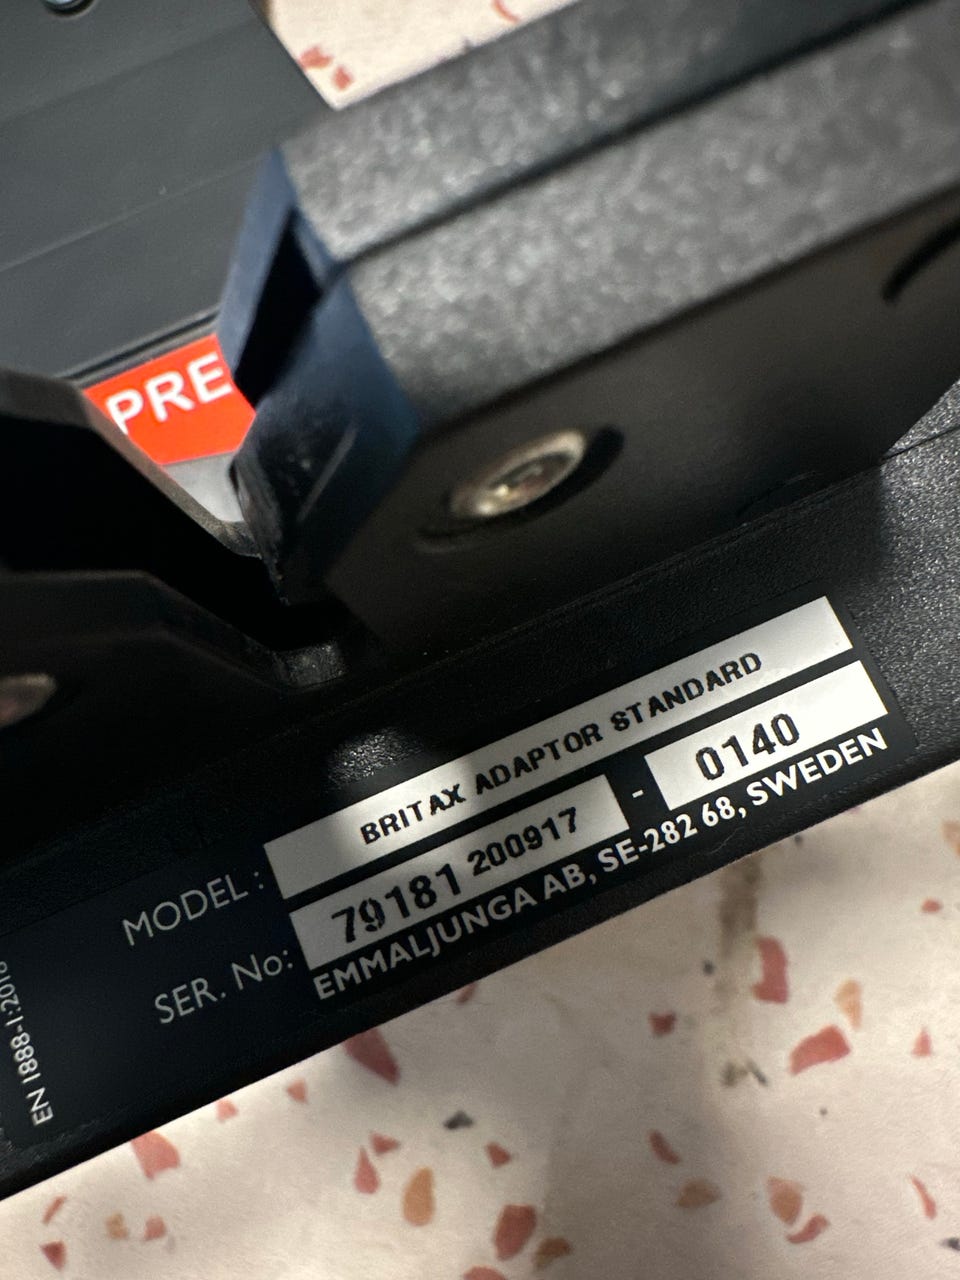 PRE
MODEL: BRITAX ADAPTOR STANDARD
SER. No: 79181 200917 - 0140
EMMALJUNGA AB, SE-282 68, SWEDEN
EN 1888-1:2018